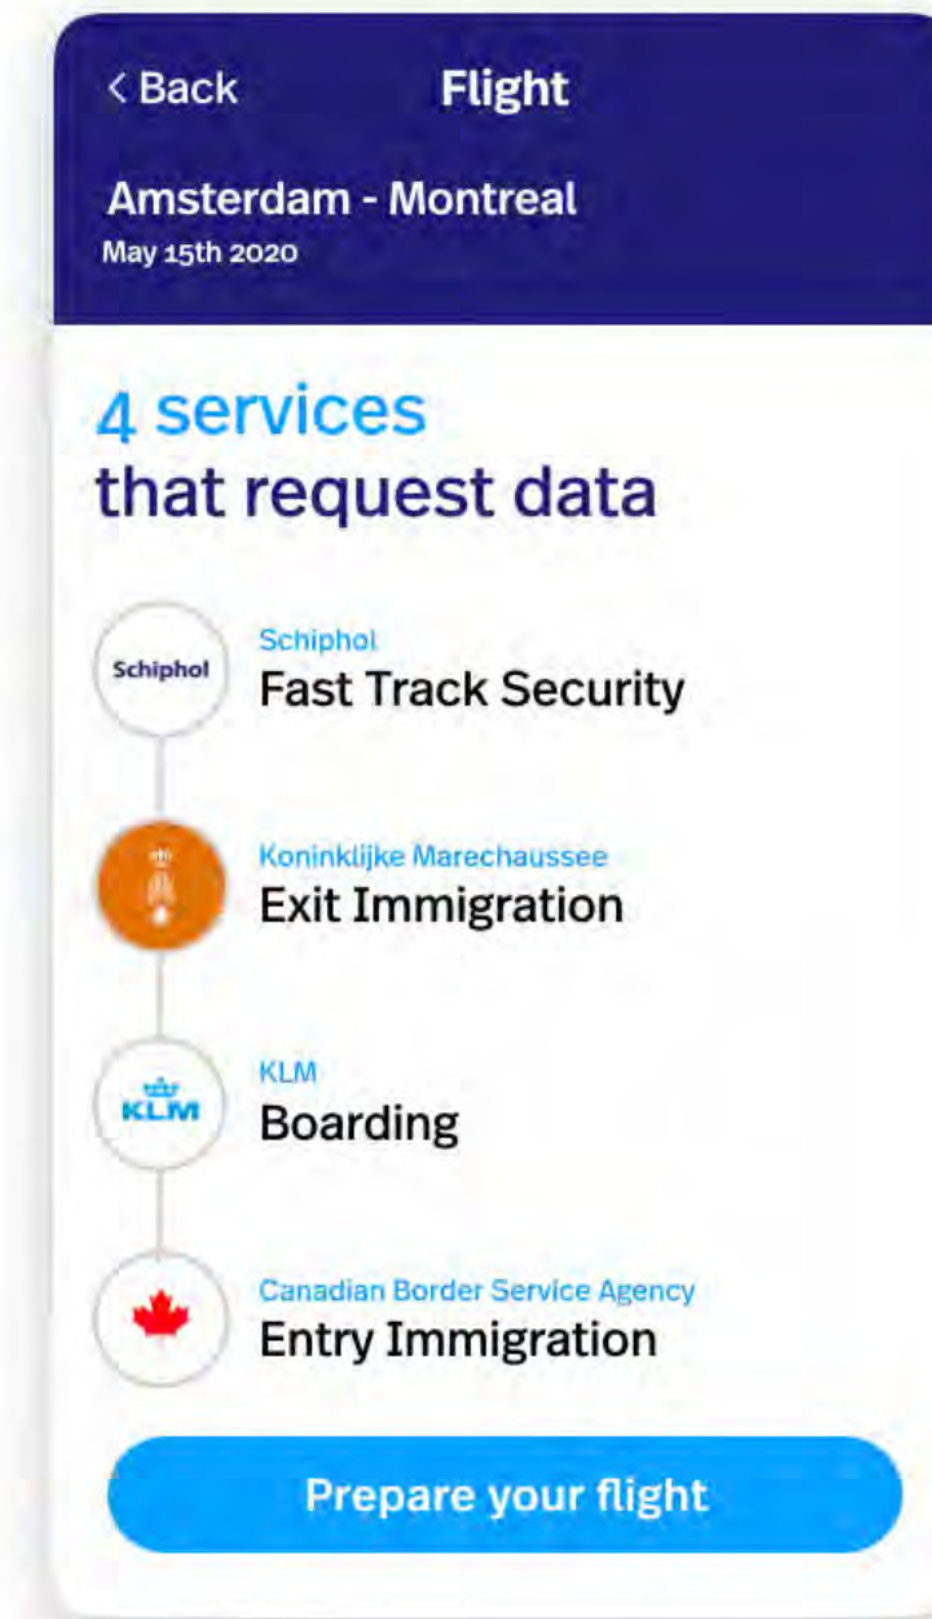 < Back
Flight
Amsterdam - Montreal
May 15th 2020
4 services
that request data
Schiphol
Schiphol
Fast Track Security
Koninklijke Marechaussee
Exit Immigration
KLM
KLM
Boarding
Canadian Border Service Agency
Entry Immigration
Prepare your flight